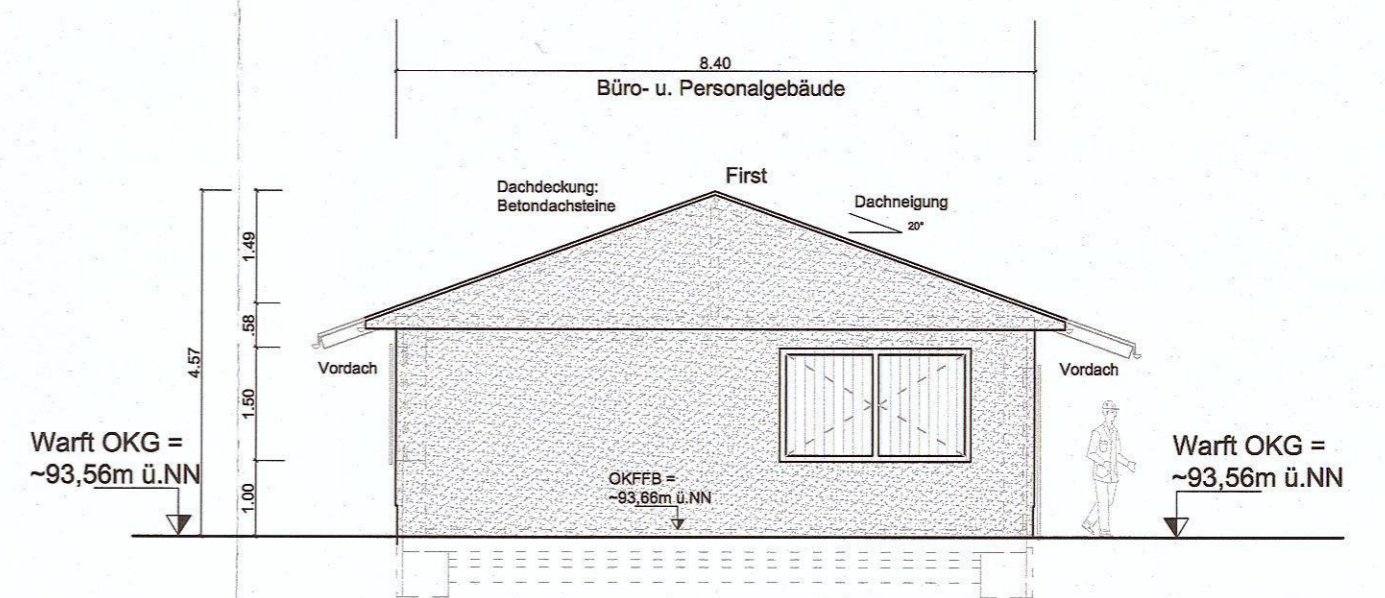 8.40
Büro- u. Personalgebäude
First
Dachdeckung:
Betondachsteine
Dachneigung
20°
1.49
.58
4.57
Vordach
Vordach
1.50
Warft OKG =
~93,56m ü.NN
OKFFB =
~93,66m ü.NN
1.00
Warft OKG =
~93,56m ü.NN